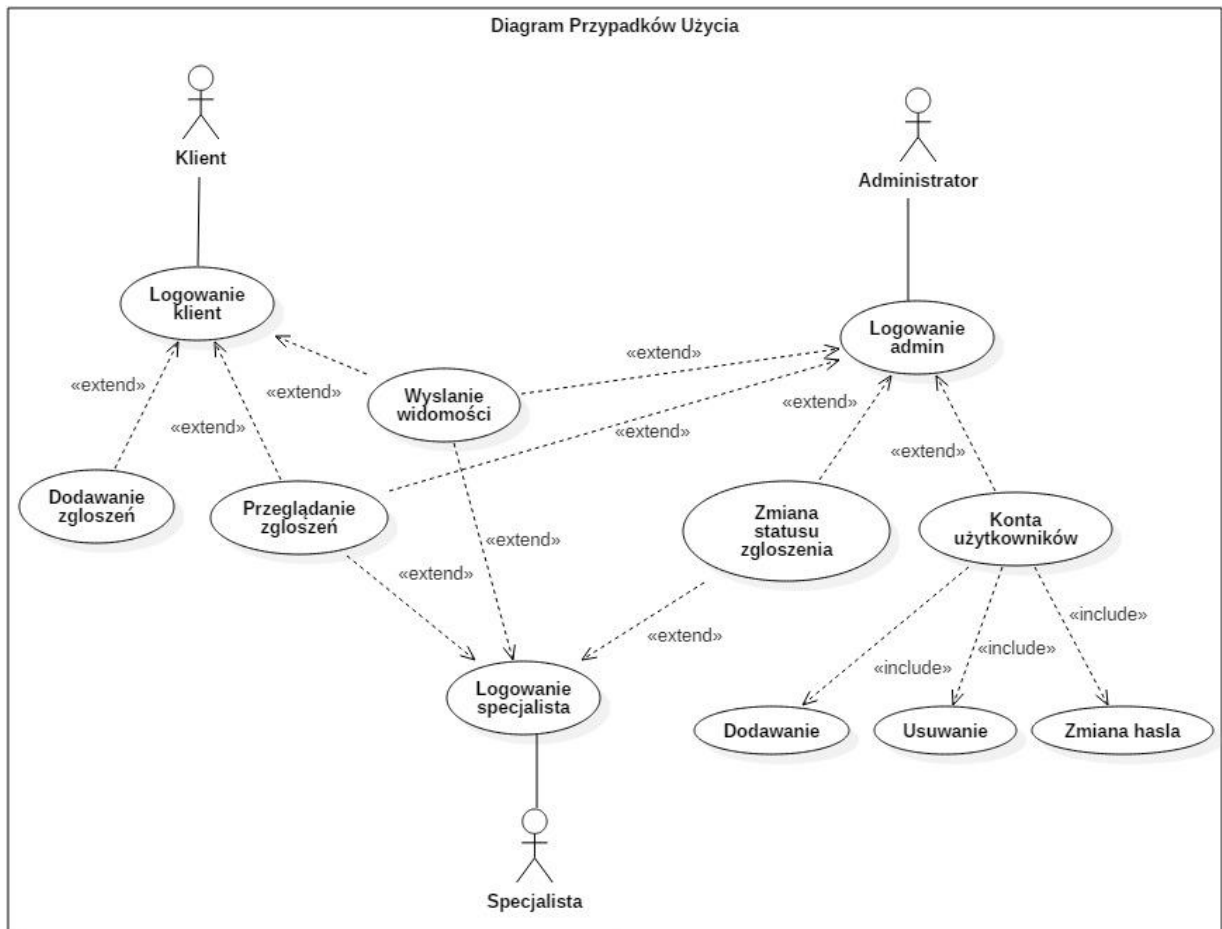 Diagram Przypadków Użycia
Klient
Administrator
Logowanie
klient
Logowanie
admin
«extend»
«extend»
«extend»
«extend»
Wyslanie
widomości
«extend»
«extend»
«extend»
«extend»
Dodawanie
zgloszeń
Przeglądanie
zgloszeń
Zmiana
statusu
zgloszenia
Konta
użytkowników
«extend»
«extend»
«extend»
«include»
«include»
«include»
Logowanie
specjalista
Dodawanie
Usuwanie
Zmiana hasla
Specjalista